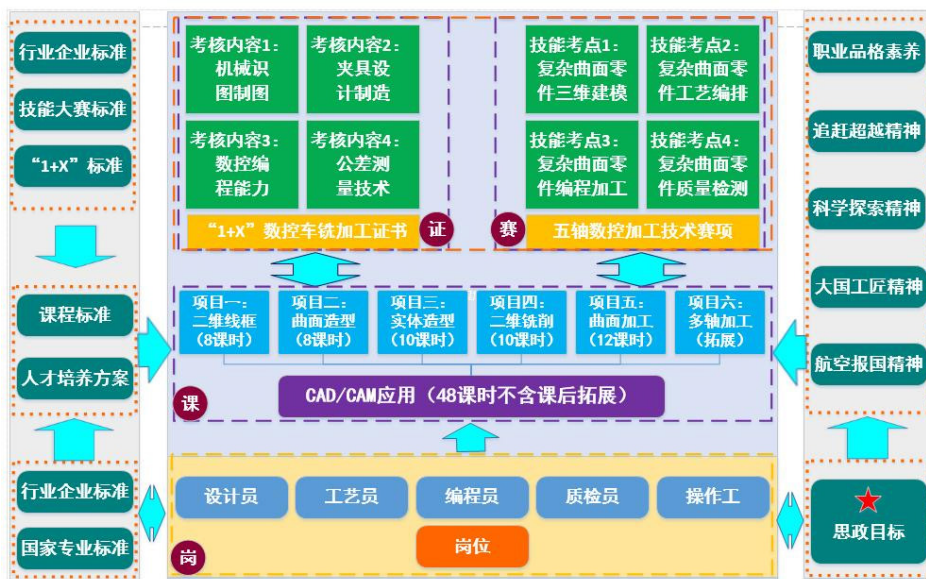 行业企业标准
技能大赛标准
“1+X”标准
课程标准
人才培养方案
行业企业标准
国家专业标准
考核内容1：
机械识
图制图
考核内容2：
夹具设
计制造
考核内容3：
数控编
程能力
考核内容4：
公差测
量技术
“1+X”数控车铣加工证书
证
技能考点1：
复杂曲面零
件三维建模
技能考点2：
复杂曲面零
件工艺编排
技能考点3：
复杂曲面零
件编程加工
技能考点4：
复杂曲面零
件质量检测
赛
五轴数控加工技术赛项
项目一：
二维线框
(8课时)
项目二：
曲面造型
(8课时)
项目三：
实体造型
(10课时)
项目四：
二维铣削
(10课时)
项目五：
曲面加工
(12课时)
项目六：
多轴加工
(拓展)
课
CAD/CAM应用（48课时不含课后拓展）
设计员
工艺员
编程员
质检员
操作工
岗
岗位
职业品格素养
追赶超越精神
科学探索精神
大国工匠精神
航空报国精神
思政目标